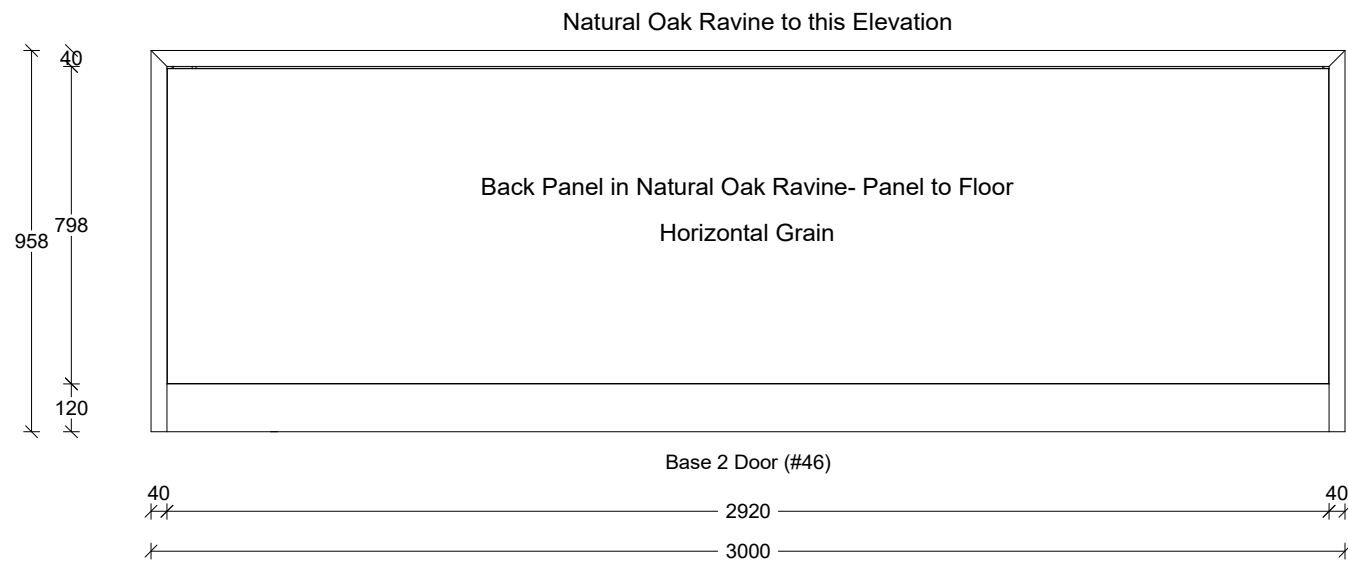 Natural Oak Ravine to this Elevation
40
798
958
120
Back Panel in Natural Oak Ravine- Panel to Floor
Horizontal Grain
Base 2 Door (#46)
40
2920
40
3000